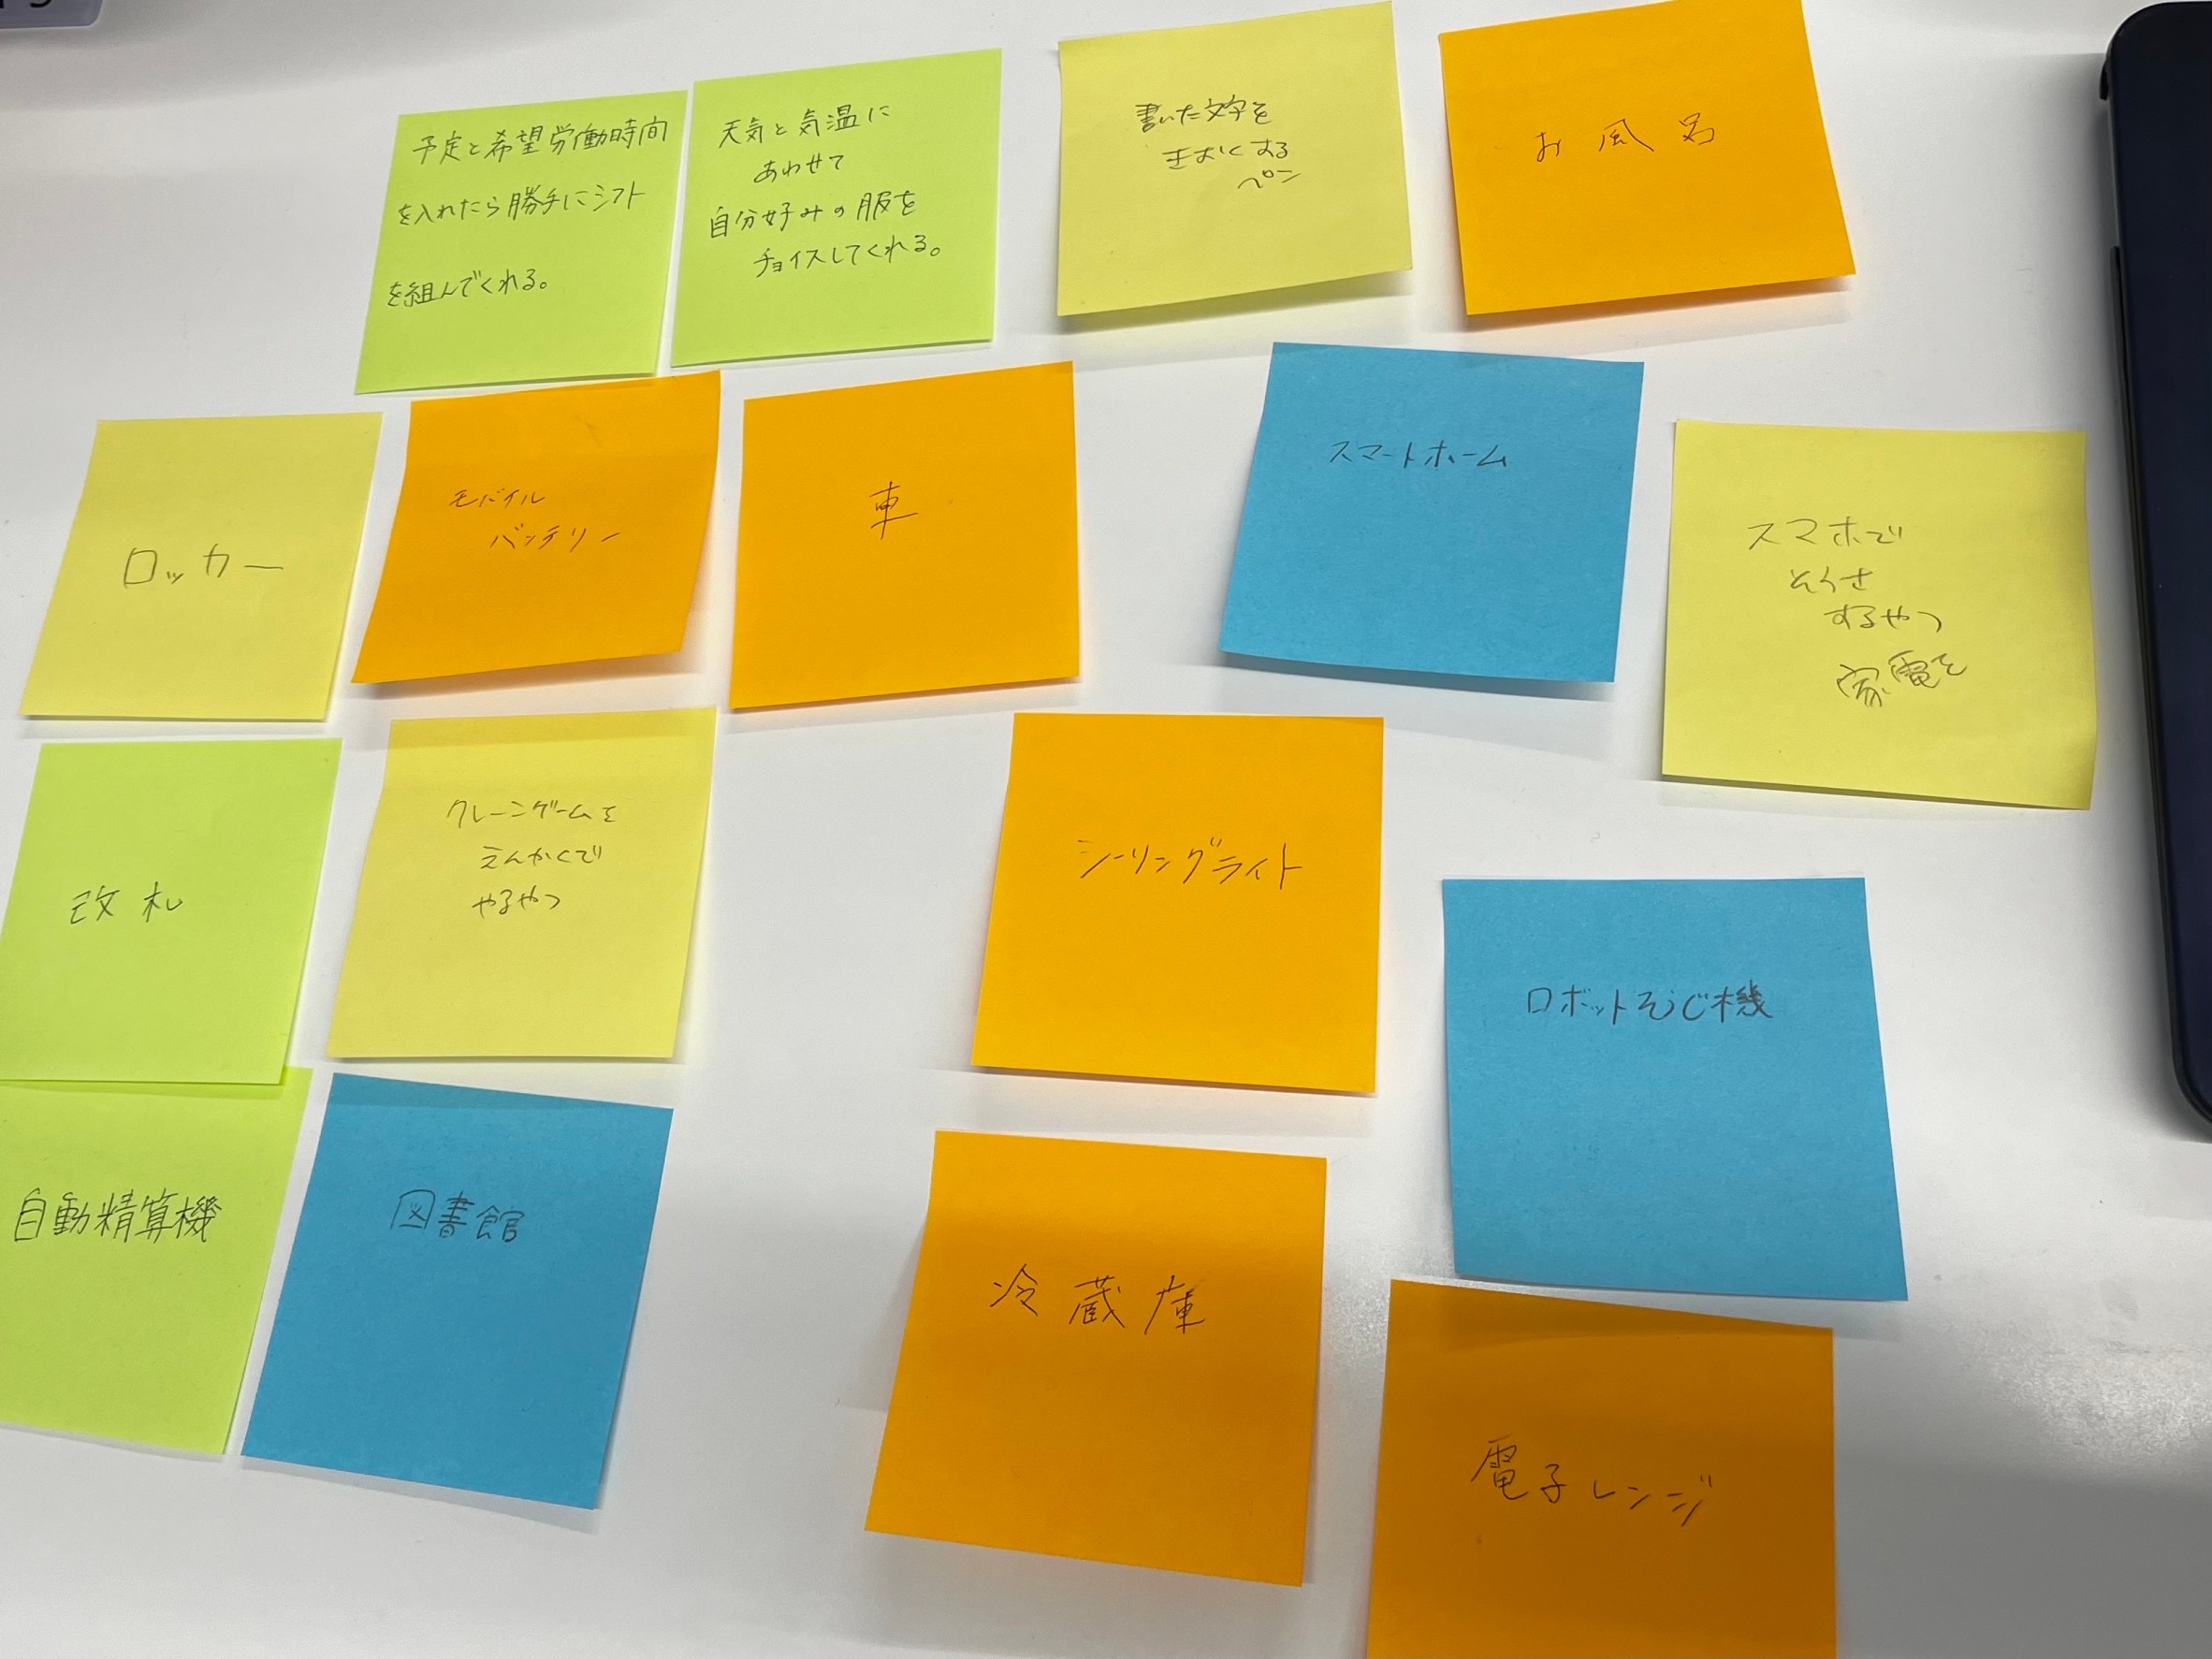 予定と希望労働時間
を入れたら勝手にシフト
を組んでくれる。
天気と気温に
あわせて
自分好みの服を
チョイスしてくれる。
書いた文字を
きおくする
ペン
お風呂
ロッカー
モバイル
バッテリー
車
スマートホーム
スマホで
そうさ
するやつ
家電を
改札
クレーンゲームを
えんかくで
やるやつ
シーリングライト
ロボットそうじ機
自動精算機
図書館
冷蔵庫
電子レンジ